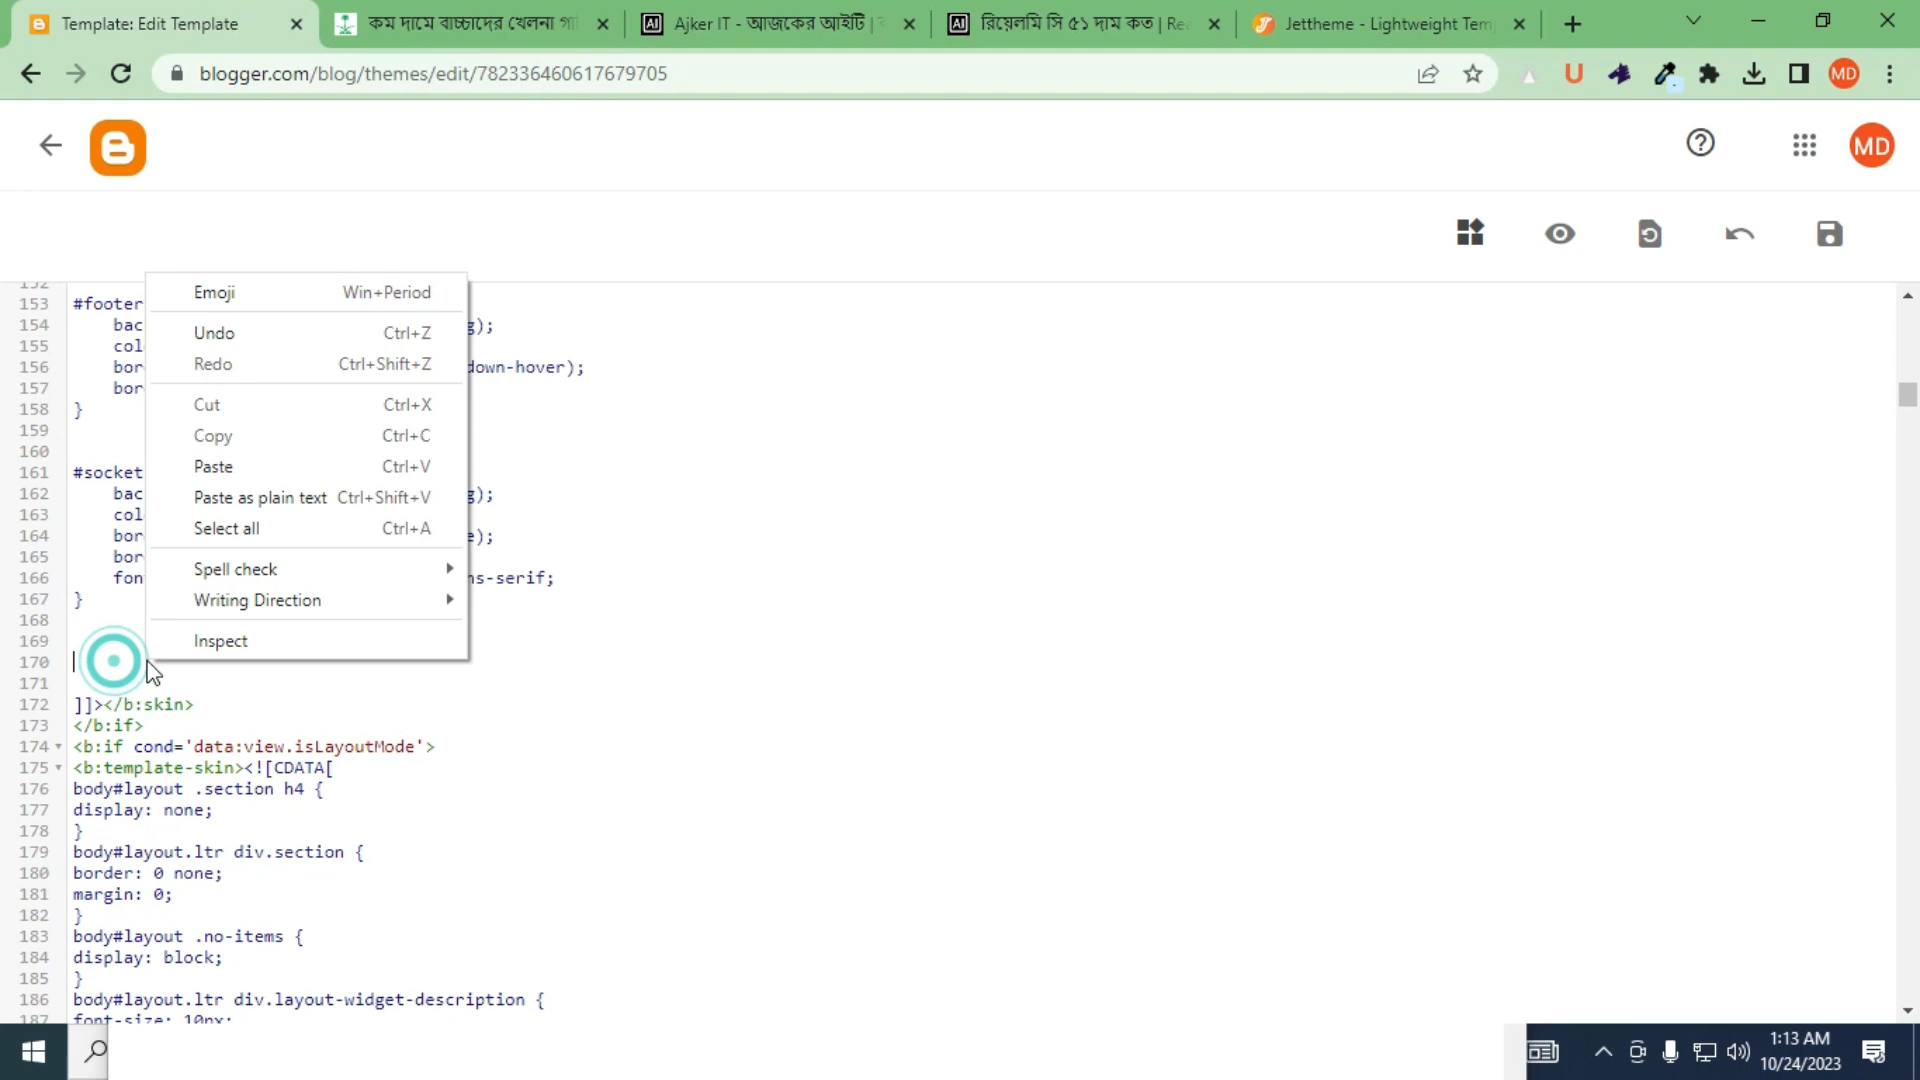 Template: Edit Template
কম দামে বাচ্চাদের খেলনা গা
Ajker IT - আজকের আইটি |
রিয়েলমি সি ৫১ দাম কত | Re
Jettheme - Lightweight Tem
blogger.com/blog/themes/edit/782336460617679705
U
MD
MD
152
153 #footer
154 bac g);
155 col
156 bor down-hover);
157 bor
158 }
159
160
161 #socket
162 bac g);
163 col
164 bor e);
165 bor
166 fon ns-serif;
167 }
168
169
170
171
172 ]]></b:skin>
173 </b:if>
174 <b:if cond='data:view.isLayoutMode'>
175 <b:template-skin><![CDATA[
176 body#layout .section h4 {
177 display: none;
178 }
179 body#layout.ltr div.section {
180 border: 0 none;
181 margin: 0;
182 }
183 body#layout .no-items {
184 display: block;
185 }
186 body#layout.ltr div.layout-widget-description {
187 font-size: 10px;
Emoji Win+Period
Undo Ctrl+Z
Redo Ctrl+Shift+Z
Cut Ctrl+X
Copy Ctrl+C
Paste Ctrl+V
Paste as plain text Ctrl+Shift+V
Select all Ctrl+A
Spell check
Writing Direction
Inspect
1:13 AM
10/24/2023